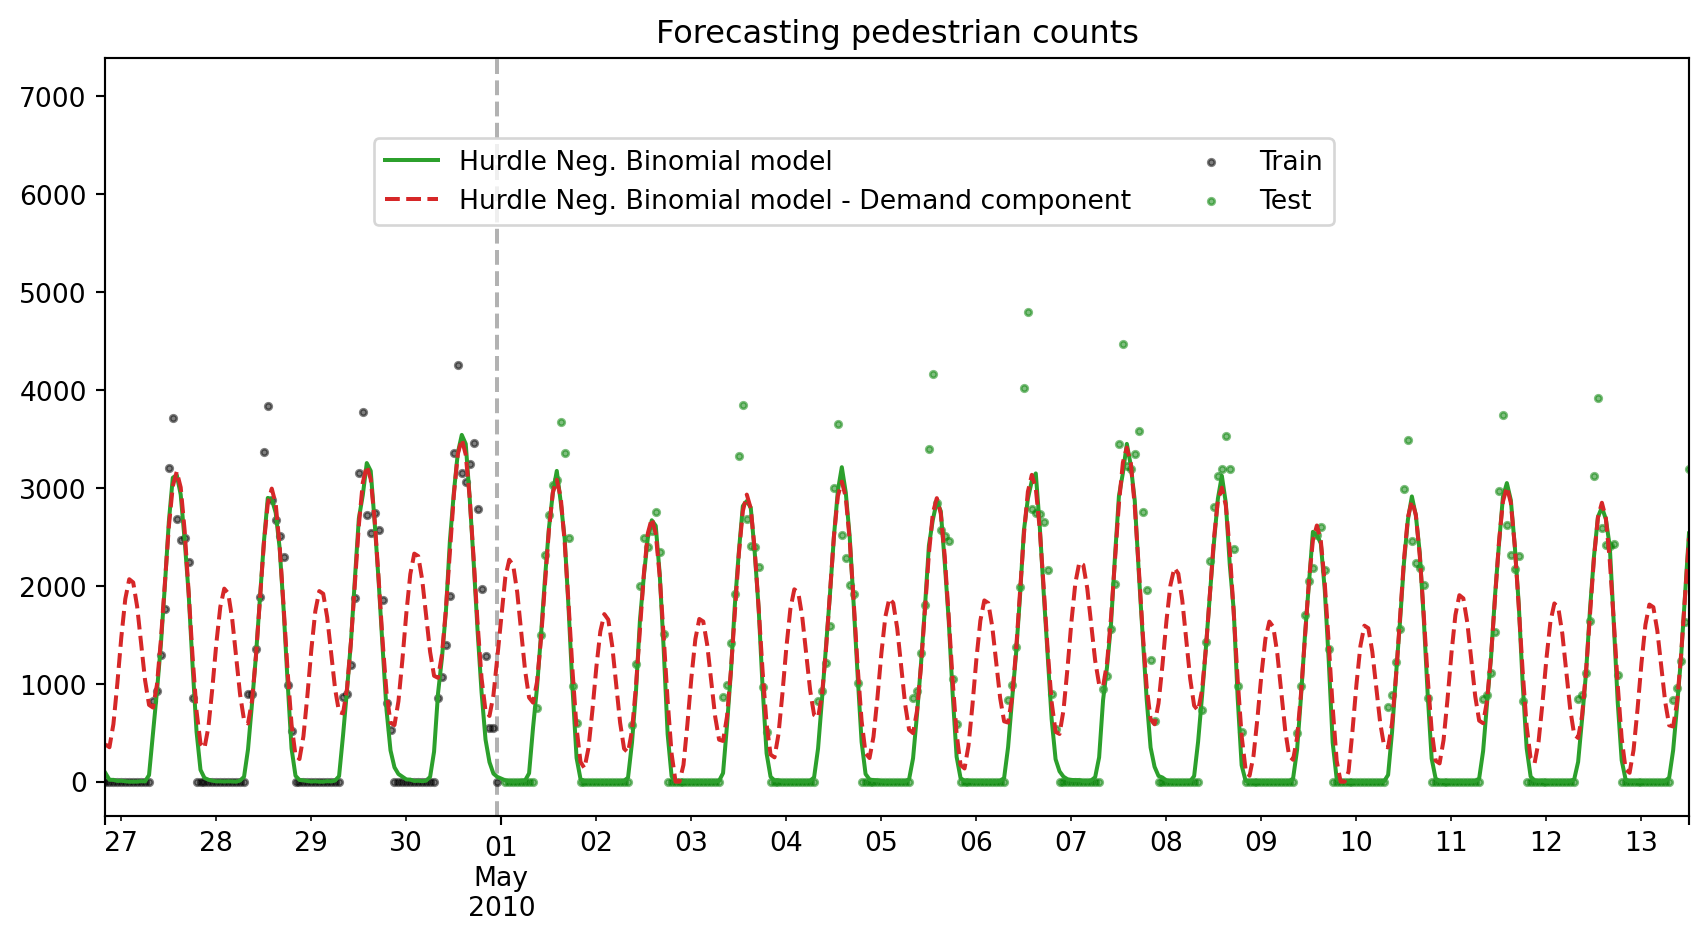 Forecasting pedestrian counts
7000
6000
5000
4000
3000
2000
1000
0
Hurdle Neg. Binomial model
Hurdle Neg. Binomial model - Demand component
Train
Test
27 28 29 30 01 02 03 04 05 06 07 08 09 10 11 12 13
May
2010